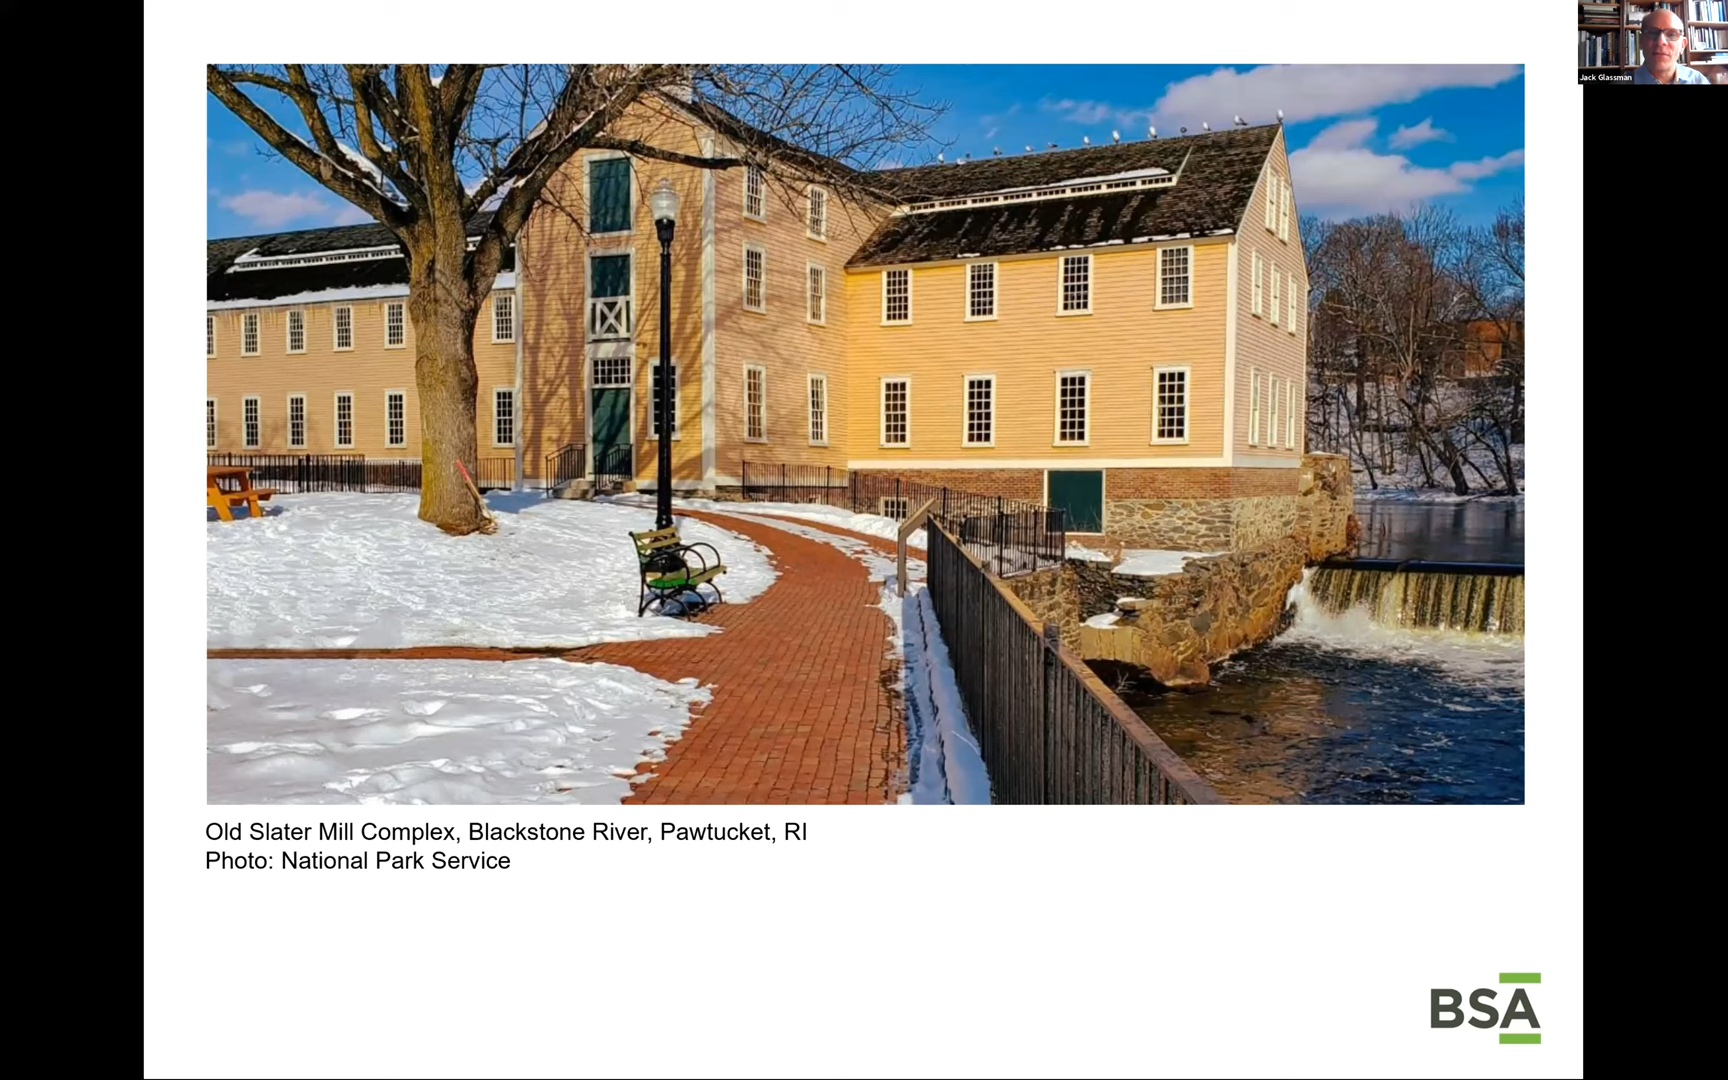 Jack Glassman
Old Slater Mill Complex, Blackstone River, Pawtucket, RI
Photo: National Park Service
BSA